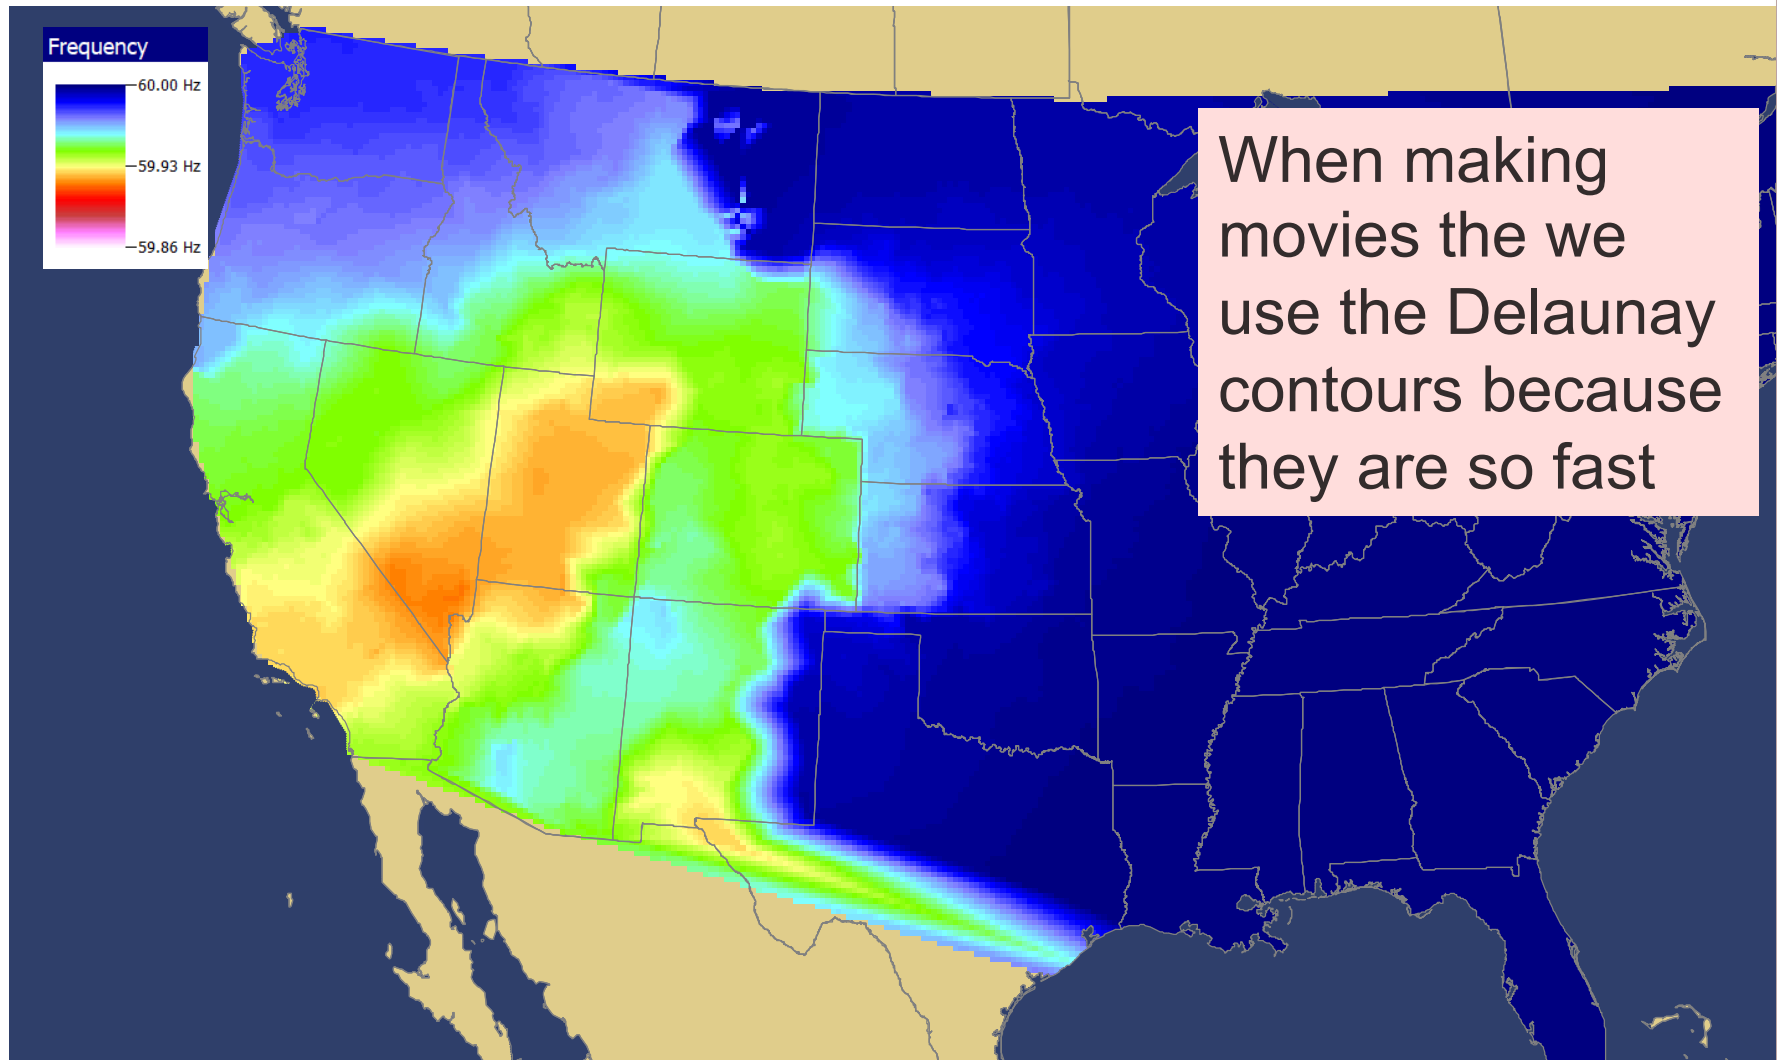 Frequency
60.00 Hz
59.93 Hz
59.86 Hz
When making
movies the we
use the Delaunay
contours because
they are so fast